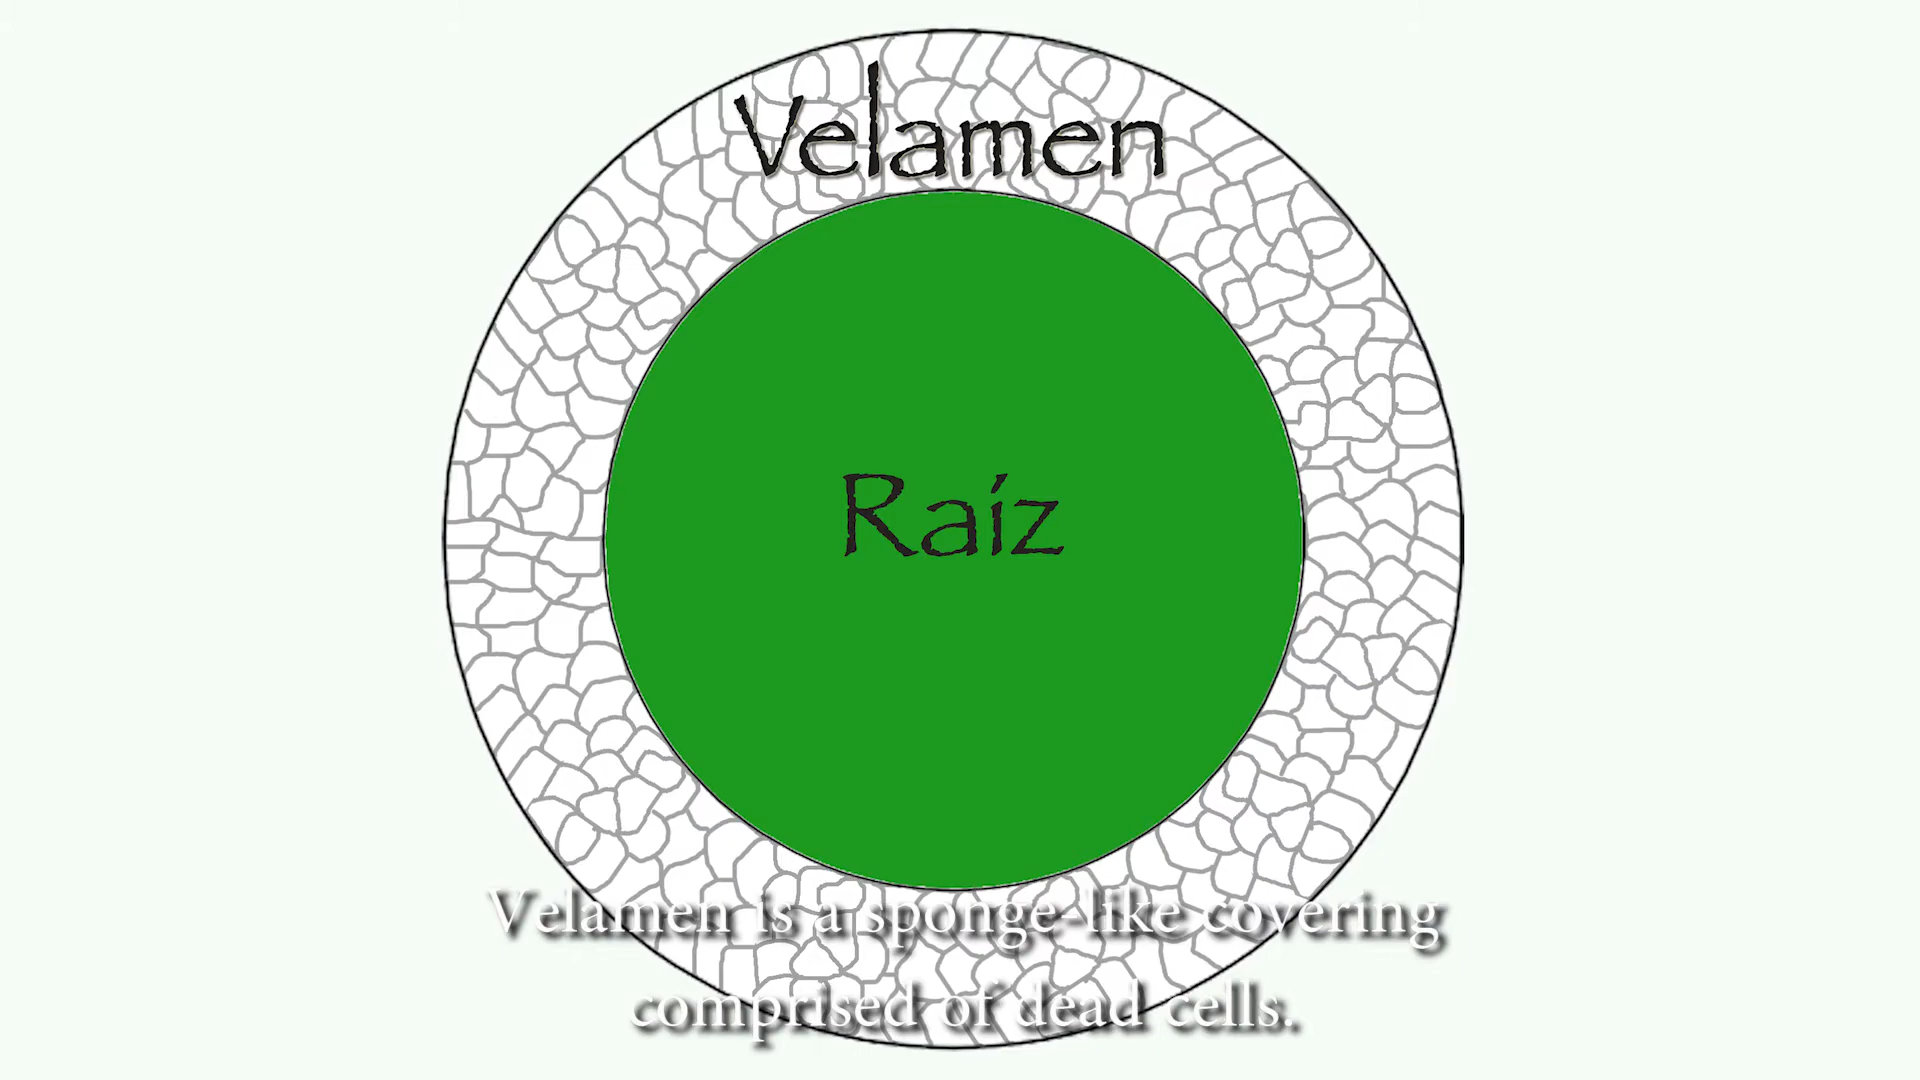 Velamen
Raíz
Velamen is a sponge-like covering
comprised of dead cells.